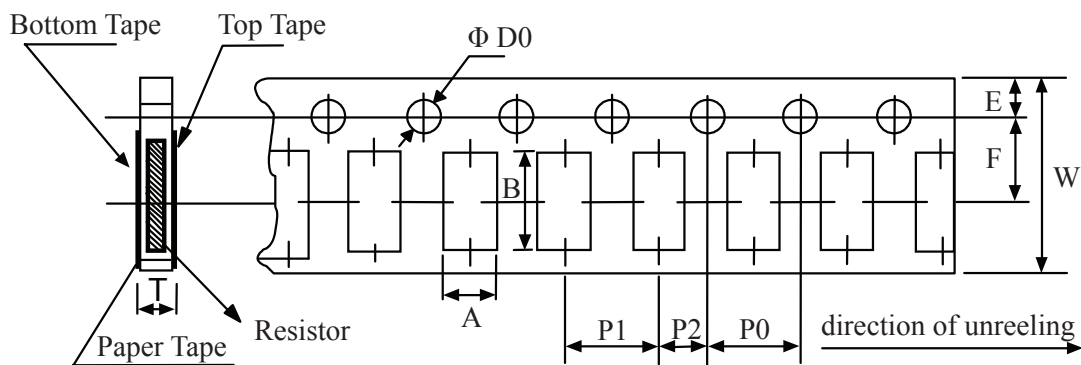 Bottom Tape
Top Tape
Φ D0
E
F
W
B
T
A
Resistor
Paper Tape
P1
P2
P0
direction of unreeling